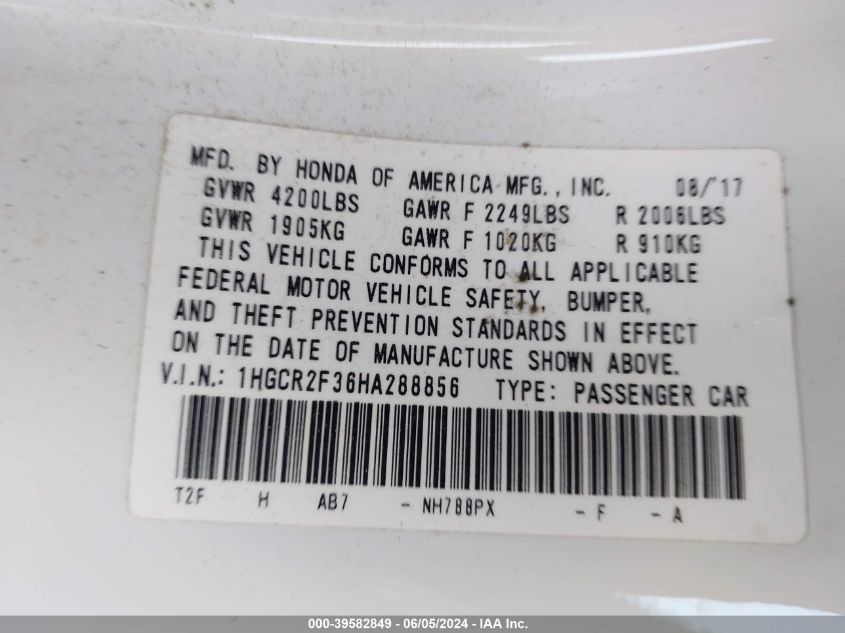 MFD. BY HONDA OF AMERICA MFG., INC. 08/'17
GVWR 4200LBS GAWR F 2249LBS R 2006LBS
GVWR 1905KG GAWR F 1020KG R 910KG
THIS VEHICLE CONFORMS TO ALL APPLICABLE
FEDERAL MOTOR VEHICLE SAFETY, BUMPER,
AND THEFT PREVENTION STANDARDS IN EFFECT
ON THE DATE OF MANUFACTURE SHOWN ABOVE.
V.I.N.: 1HGCR2F36HA288856 TYPE: PASSENGER CAR
T2F H AB7 - NH788PX - F - A
000-39582849 - 06/05/2024 - IAA Inc.